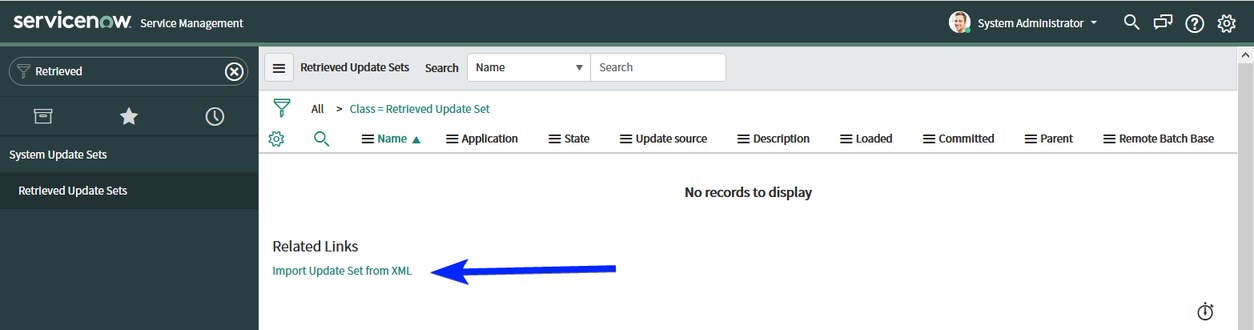 servicenow Service Management System Administrator
Retrieved
Retrieved Update Sets Search Name Search
All > Class = Retrieved Update Set
Name Application State Update source Description Loaded Committed Parent Remote Batch Base
System Update Sets
Retrieved Update Sets
No records to display
Related Links
Import Update Set from XML